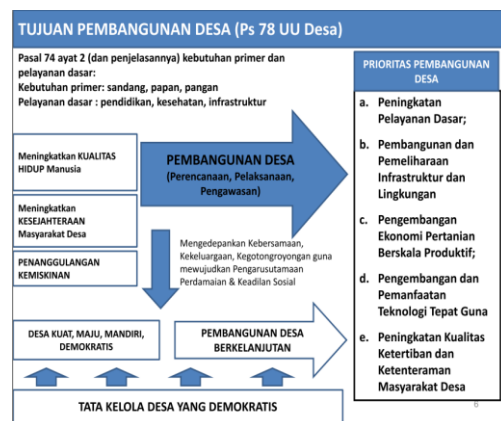 TUJUAN PEMBANGUNAN DESA (Ps 78 UU Desa)
Pasal 74 ayat 2 (dan penjelasannya) kebutuhan primer dan
pelayanan dasar:
Kebutuhan primer: sandang, papan, pangan
Pelayanan dasar : pendidikan, kesehatan, infrastruktur
Meningkatkan KUALITAS
HIDUP Manusia
Meningkatkan
KESEJAHTERAAN
Masyarakat Desa
PENANGGULANGAN
KEMISKINAN
PEMBANGUNAN DESA
(Perencanaan, Pelaksanaan,
Pengawasan)
Mengedepankan Kebersamaan,
Kekeluargaan, Kegotongroyongan guna
mewujudkan Pengarusutamaan
Perdamaian & Keadilan Sosial
DESA KUAT, MAJU, MANDIRI,
DEMOKRATIS
PEMBANGUNAN DESA
BERKELANJUTAN
TATA KELOLA DESA YANG DEMOKRATIS
PRIORITAS PEMBANGUNAN
DESA
a. Peningkatan
Pelayanan Dasar;
b. Pembangunan dan
Pemeliharaan
Infrastruktur dan
Lingkungan
c. Pengembangan
Ekonomi Pertanian
Berskala Produktif;
d. Pengembangan dan
Pemanfaatan
Teknologi Tepat Guna
e. Peningkatan Kualitas
Ketertiban dan
Ketenteraman
Masyarakat Desa